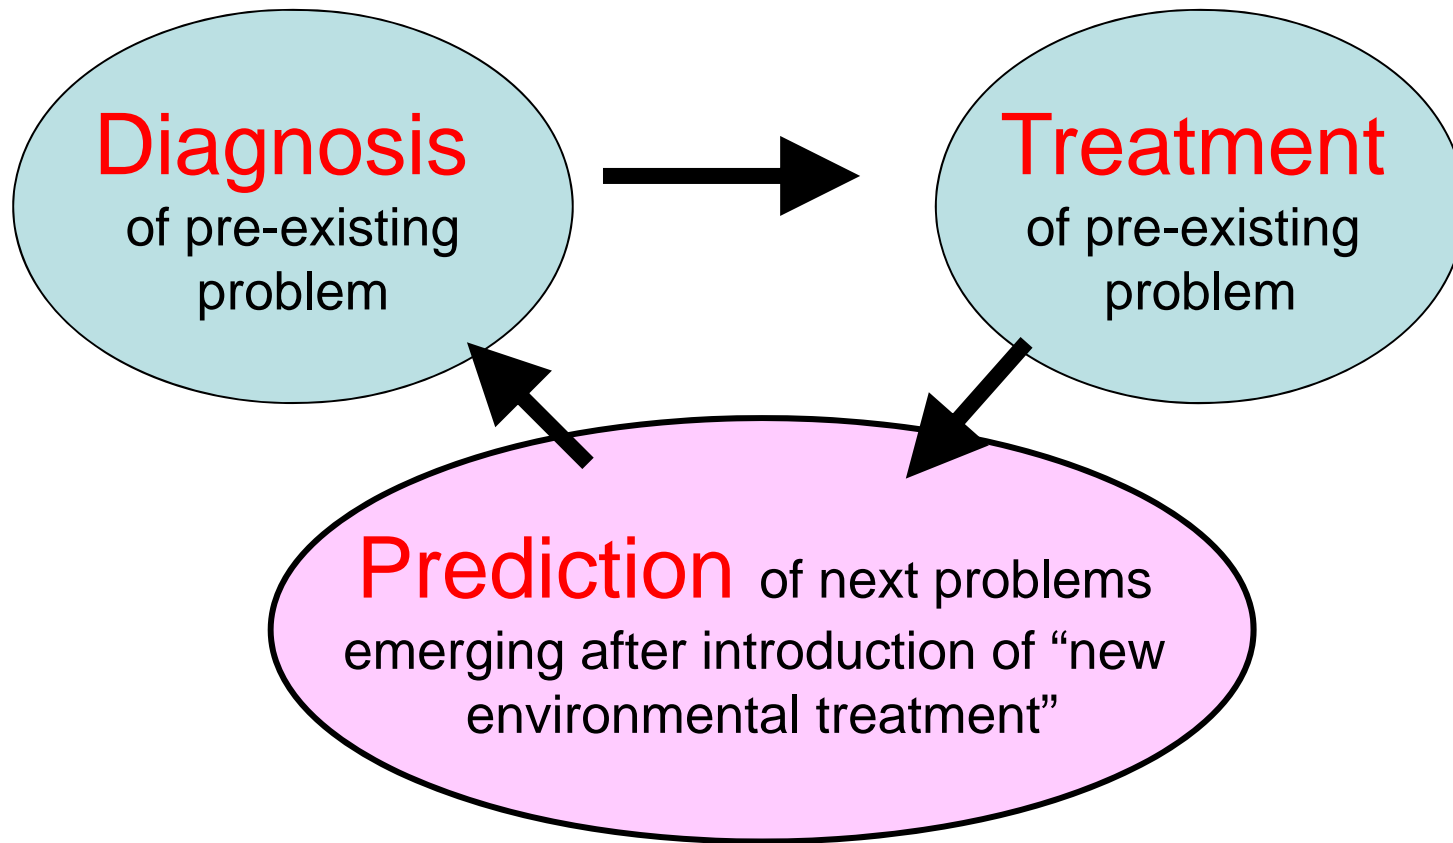 Diagnosis
of pre-existing
problem
Treatment
of pre-existing
problem
Prediction of next problems
emerging after introduction of “new
environmental treatment”